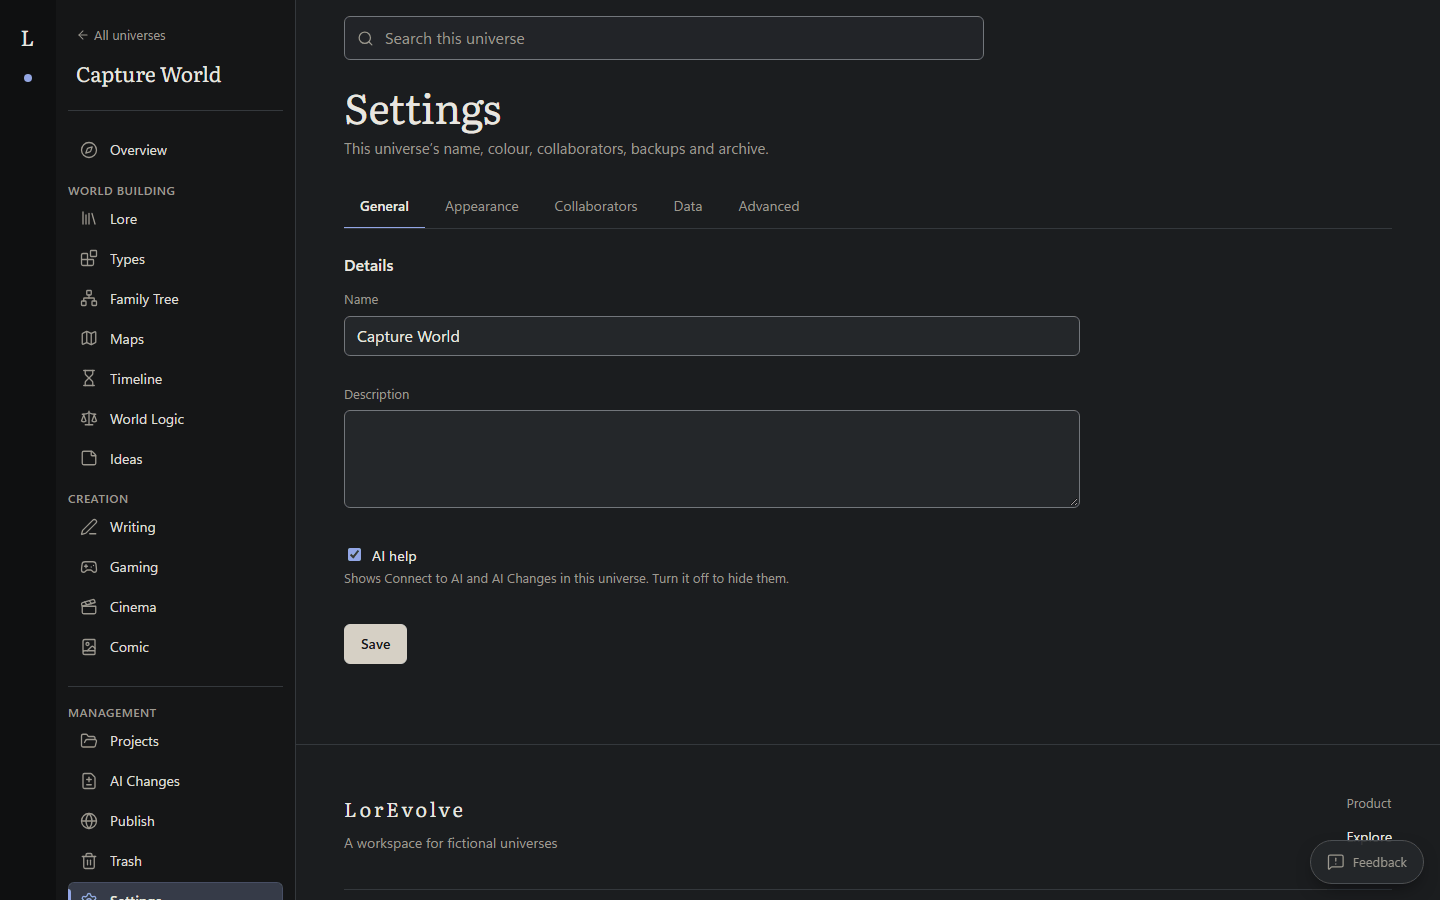 L
All universes
Capture World
Overview
WORLD BUILDING
Lore
Types
Family Tree
Maps
Timeline
World Logic
Ideas
CREATION
Writing
Gaming
Cinema
Comic
MANAGEMENT
Projects
AI Changes
Publish
Trash
Settings
Search this universe
Settings
This universe's name, colour, collaborators, backups and archive.
General Appearance Collaborators Data Advanced
Details
Name
Capture World
Description
AI help
Shows Connect to AI and AI Changes in this universe. Turn it off to hide them.
Save
LorEvolve
A workspace for fictional universes
Product
Explore
Feedback